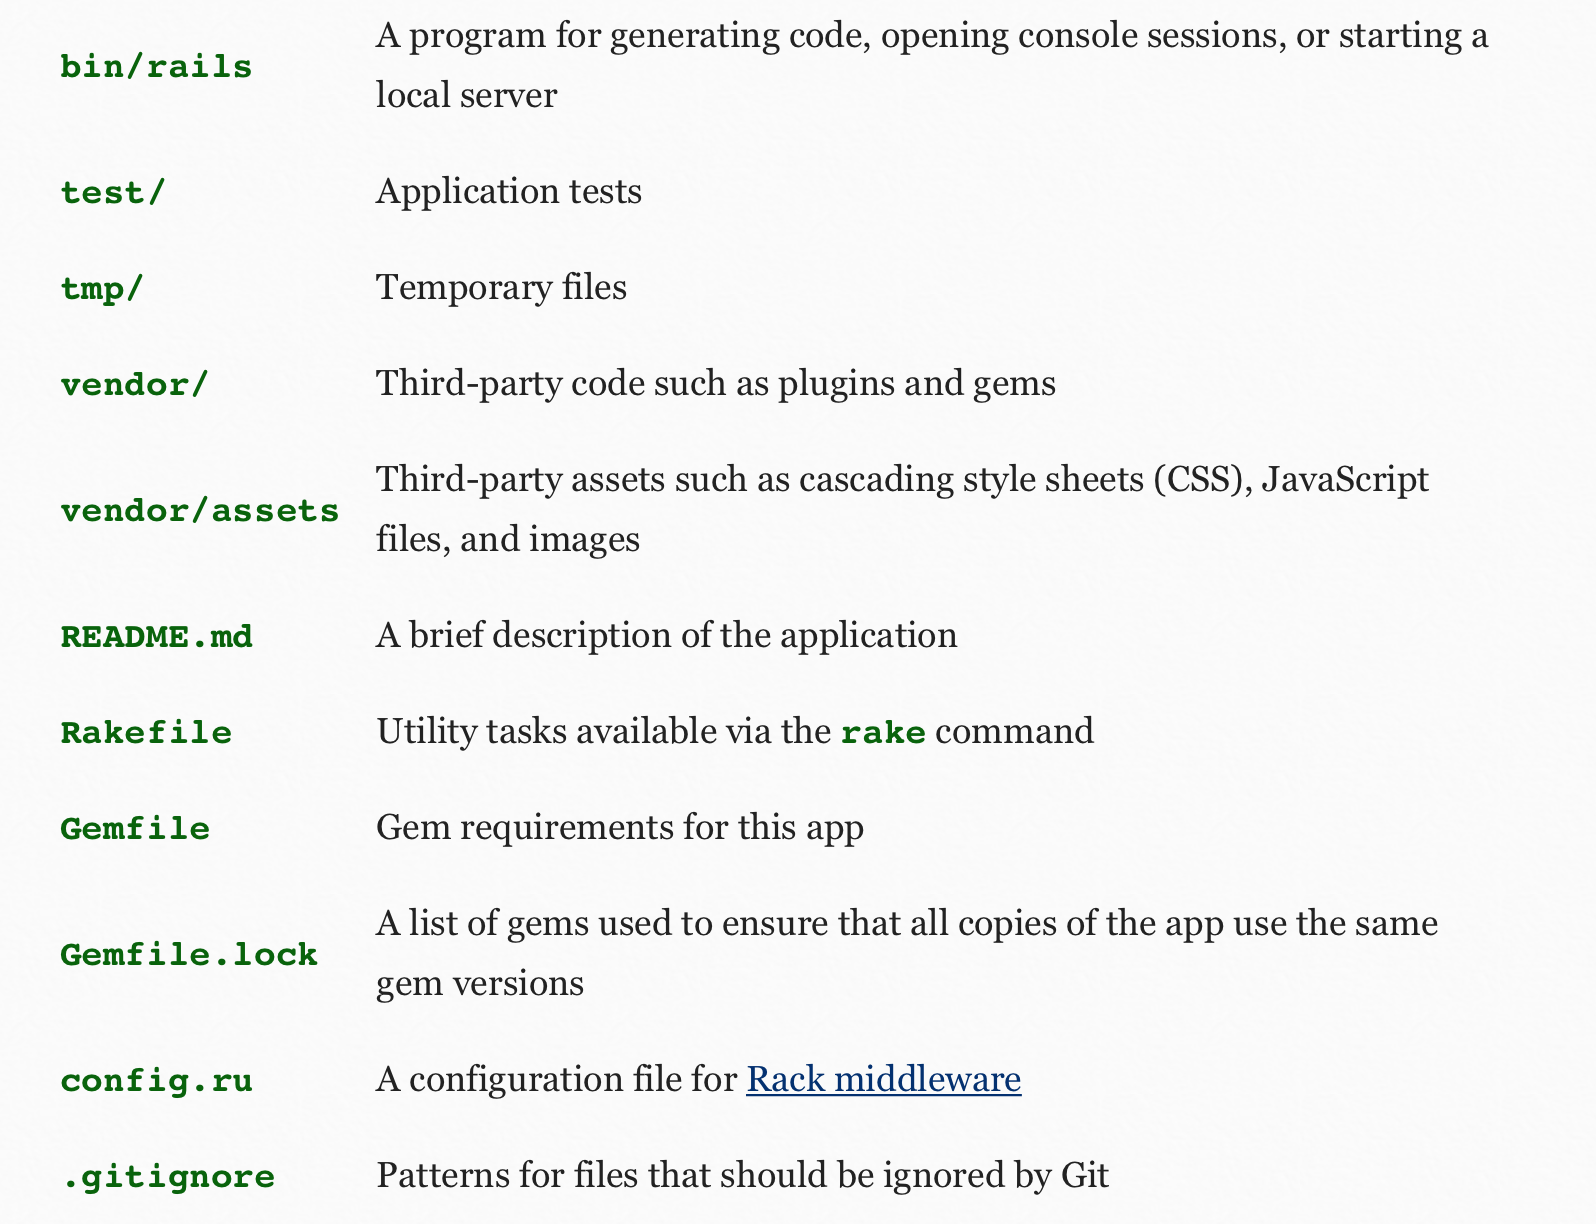 bin/rails A program for generating code, opening console sessions, or starting a
local server
test/ Application tests
tmp/ Temporary files
vendor/ Third-party code such as plugins and gems
vendor/assets Third-party assets such as cascading style sheets (CSS), JavaScript
files, and images
README.md A brief description of the application
Rakefile Utility tasks available via the rake command
Gemfile Gem requirements for this app
Gemfile.lock A list of gems used to ensure that all copies of the app use the same
gem versions
config.ru A configuration file for Rack middleware
.gitignore Patterns for files that should be ignored by Git